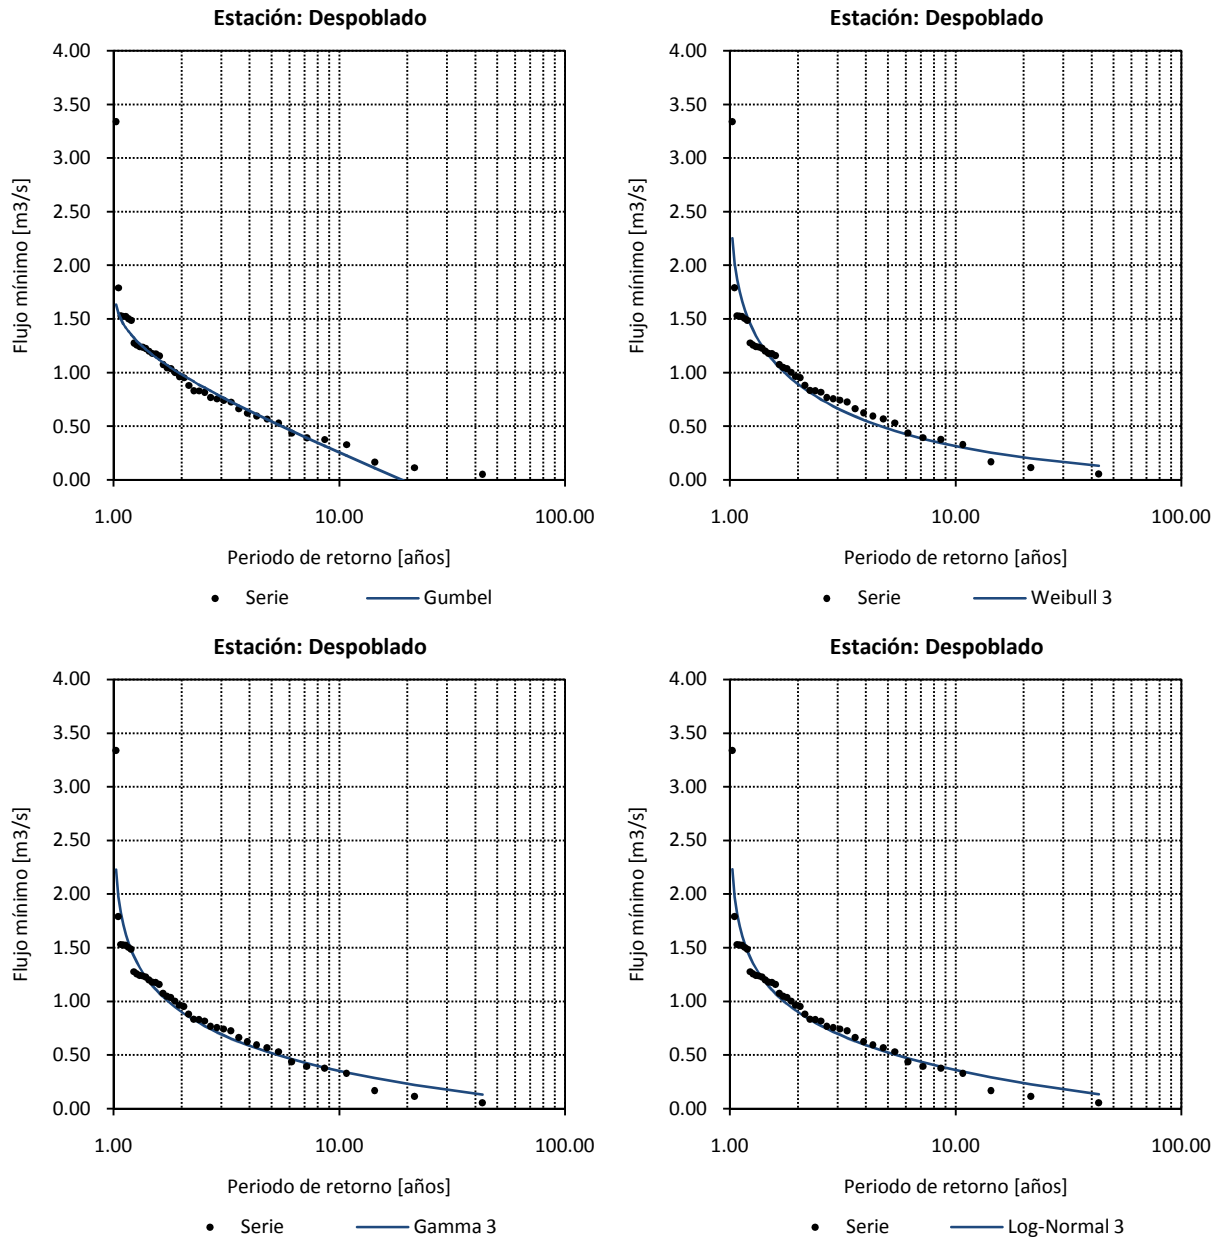 Estación: Despoblado
4.00
3.50
3.00
2.50
2.00
1.50
1.00
0.50
0.00
Flujo mínimo [m3/s]
1.00 10.00 100.00
Periodo de retorno [años]
Serie Gumbel
Estación: Despoblado
4.00
3.50
3.00
2.50
2.00
1.50
1.00
0.50
0.00
Flujo mínimo [m3/s]
1.00 10.00 100.00
Periodo de retorno [años]
Serie Weibull 3
Estación: Despoblado
4.00
3.50
3.00
2.50
2.00
1.50
1.00
0.50
0.00
Flujo mínimo [m3/s]
1.00 10.00 100.00
Periodo de retorno [años]
Serie Gamma 3
Estación: Despoblado
4.00
3.50
3.00
2.50
2.00
1.50
1.00
0.50
0.00
Flujo mínimo [m3/s]
1.00 10.00 100.00
Periodo de retorno [años]
Serie Log-Normal 3